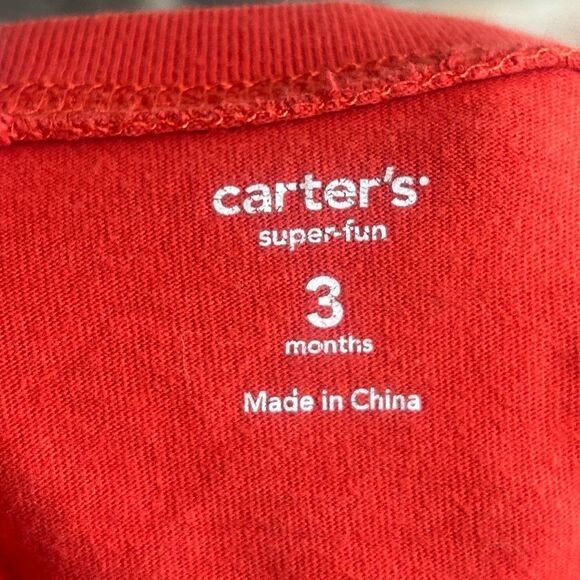 carter's
super-fun
3
months
Made in China